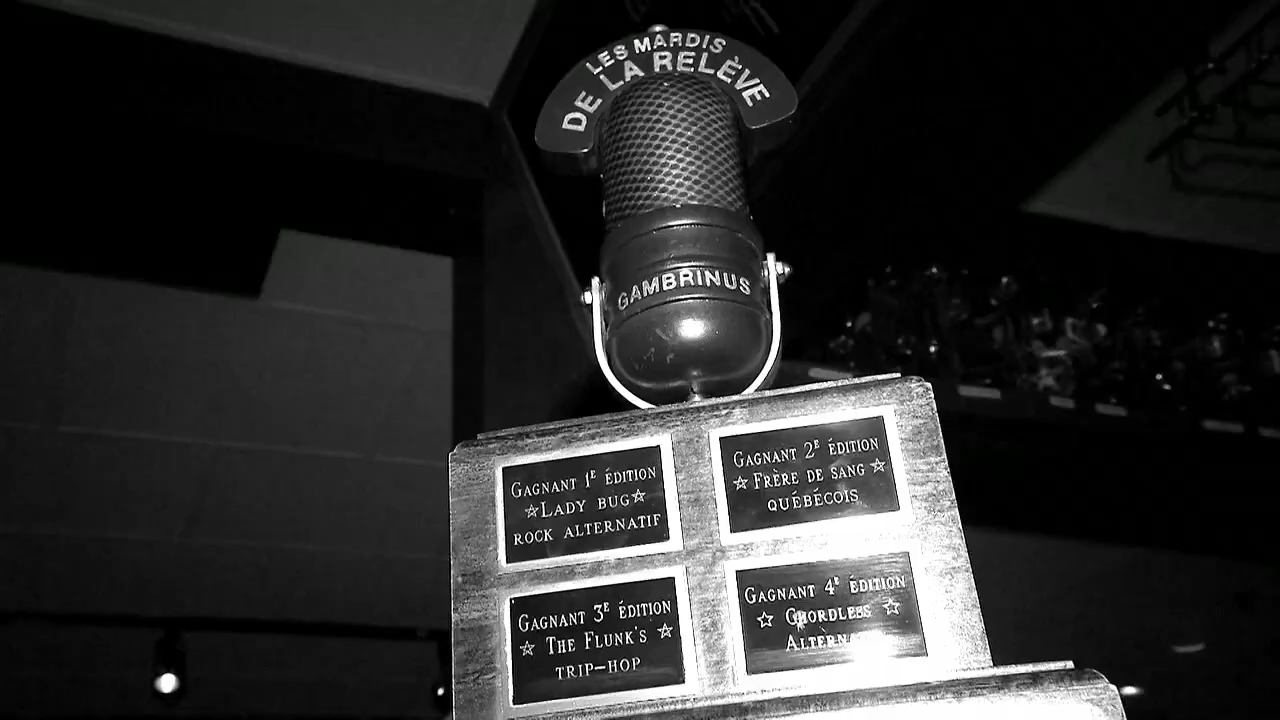 LES MARDIS
DE LA RELÈVE
GAMBRINUS
GAGNANT 1E ÉDITION
☆LADY BUG☆
ROCK ALTERNATIF
GAGNANT 2E ÉDITION
☆ FRÈRE DE SANG ☆
QUÉBÉCOIS
GAGNANT 3E ÉDITION
☆ THE FLUNK'S ☆
TRIP-HOP
GAGNANT 4E ÉDITION
☆ CHORDLESS ☆